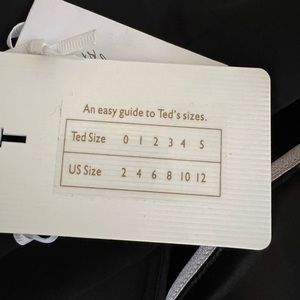 An easy guide to Ted's sizes.
Ted Size 0 1 2 3 4 5
US Size 2 4 6 8 10 12